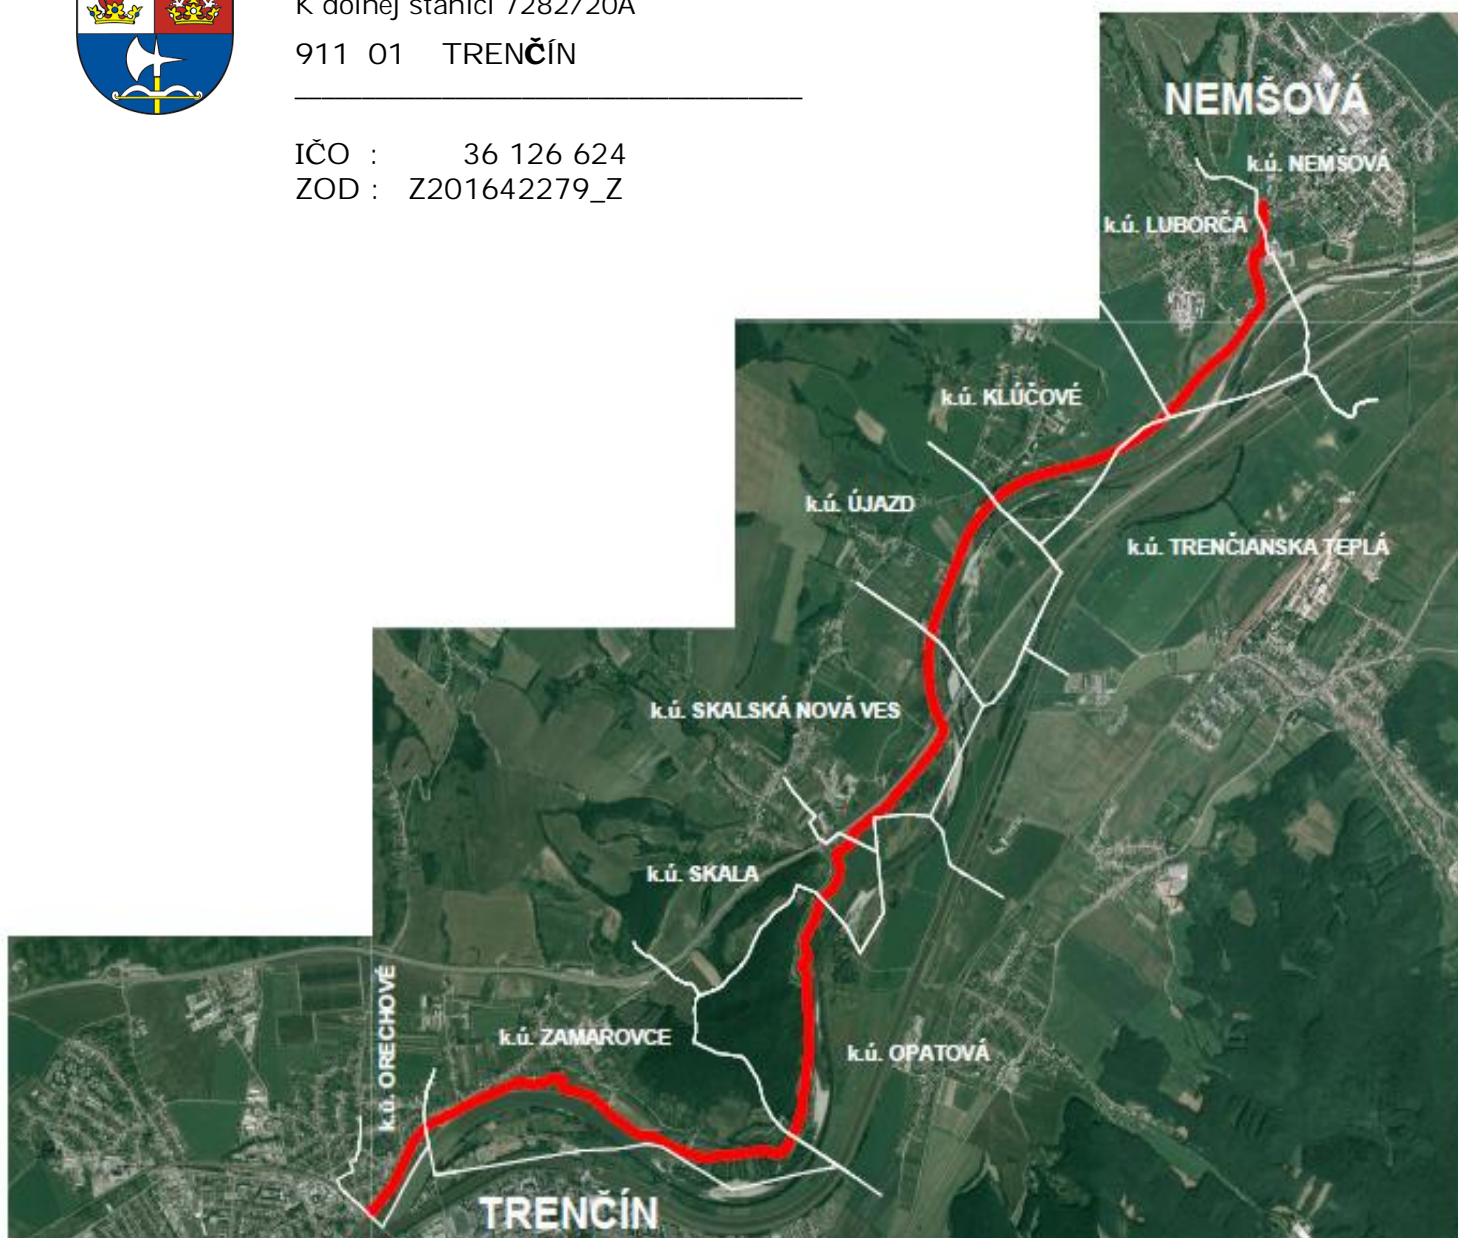 K dolnej stanici 7282/20A
911 01 TRENČÍN
IČO : 36 126 624
ZOD : Z201642279_Z
NEMŠOVÁ
k.ú. NEMŠOVÁ
k.ú. LUBORČA
k.ú. KLÚČOVÉ
k.ú. ÚJAZD
k.ú. TRENČIANSKA TEPLÁ
k.ú. SKALSKÁ NOVÁ VES
k.ú. SKALA
k.ú. ORECHOVÉ
k.ú. ZAMAROVCE
k.ú. OPATOVÁ
TRENČÍN